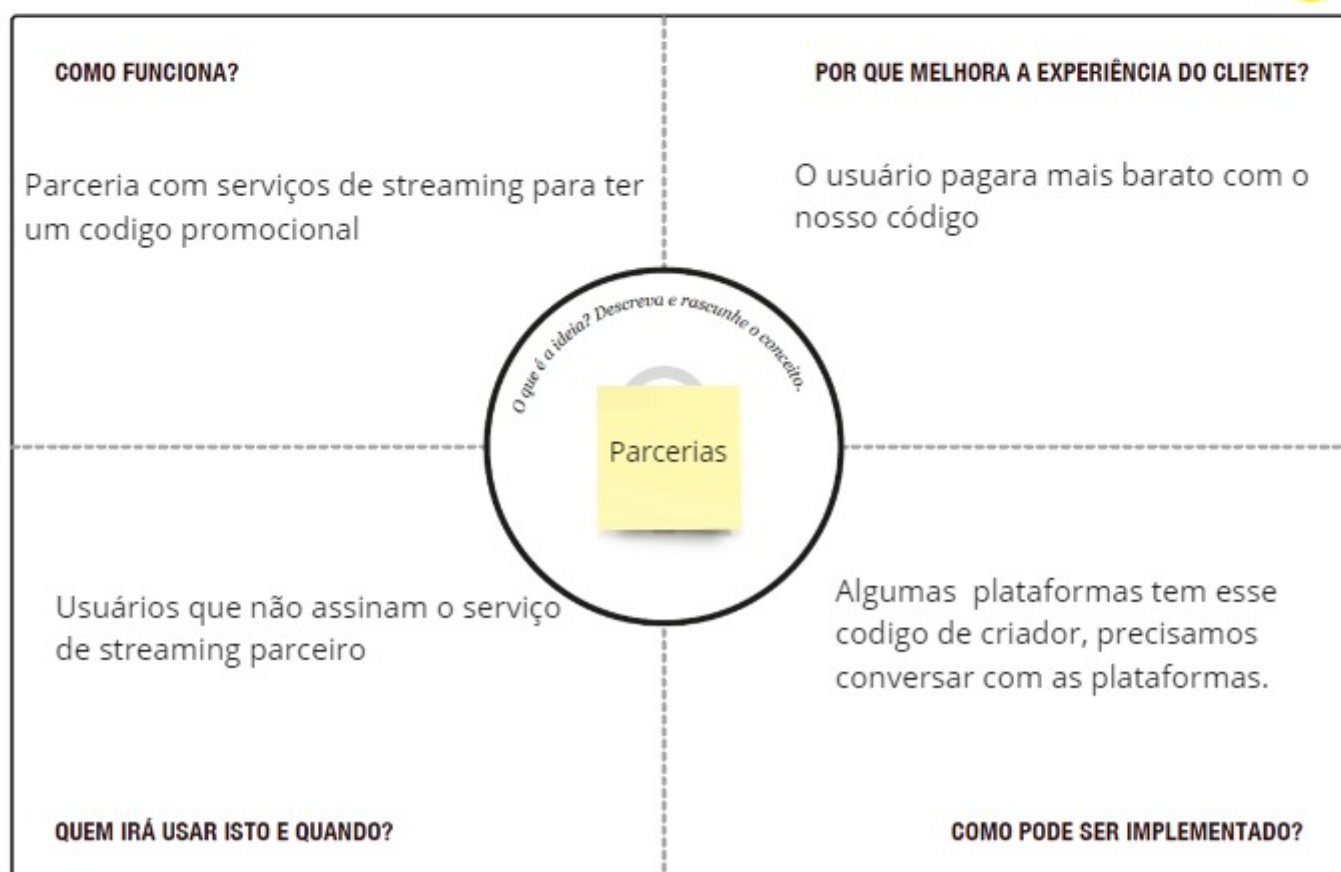 COMO FUNCIONA?
Parceria com serviços de streaming para ter
um codigo promocional
POR QUE MELHORA A EXPERIÊNCIA DO CLIENTE?
O usuário pagara mais barato com o
nosso código
O que é a ideia? Descreva e rascunhe o conceito-
Parcerias
Usuários que não assinam o serviço
de streaming parceiro
QUEM IRÁ USAR ISTO E QUANDO?
Algumas  plataformas tem esse
codigo de criador, precisamos
conversar com as plataformas.
COMO PODE SER IMPLEMENTADO?